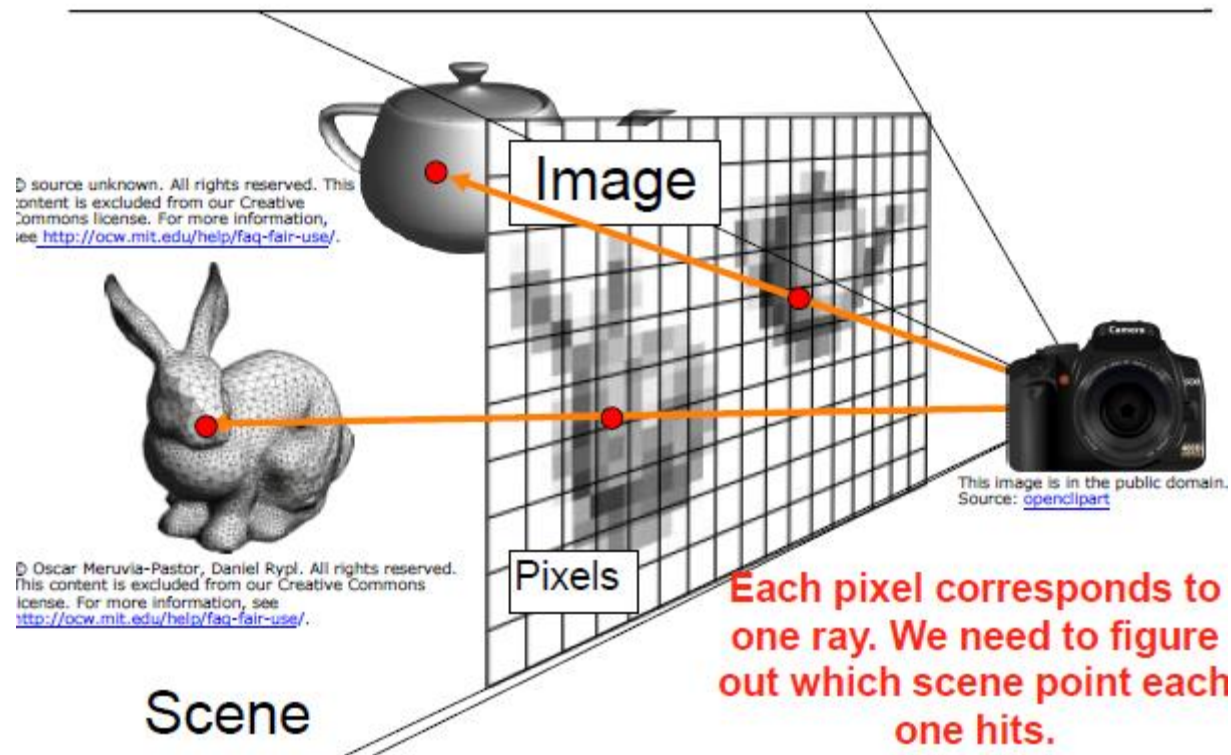 Image
© source unknown. All rights reserved. This
content is excluded from our Creative
Commons license. For more information,
see http://ocw.mit.edu/help/faq-fair-use/.
Camera
This image is in the public domain.
Source: openclipart
© Oscar Meruvia-Pastor, Daniel Rypl. All rights reserved.
This content is excluded from our Creative Commons
license. For more information, see
http://ocw.mit.edu/help/faq-fair-use/.
Pixels
Each pixel corresponds to
one ray. We need to figure
out which scene point each
one hits.
Scene